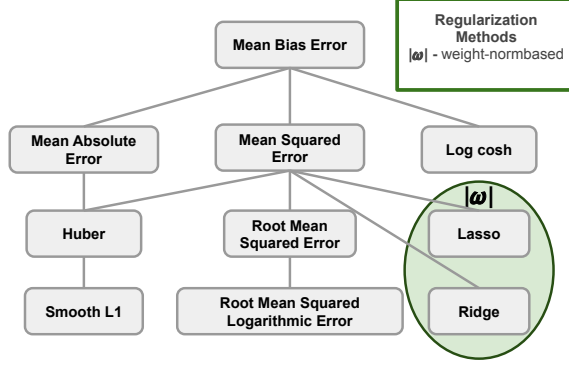 Regularization
Methods
|ω| - weight-normbased
Mean Bias Error
Mean Absolute
Error
Mean Squared
Error
Log cosh
|ω|
Huber
Root Mean
Squared Error
Lasso
Smooth L1
Root Mean Squared
Logarithmic Error
Ridge